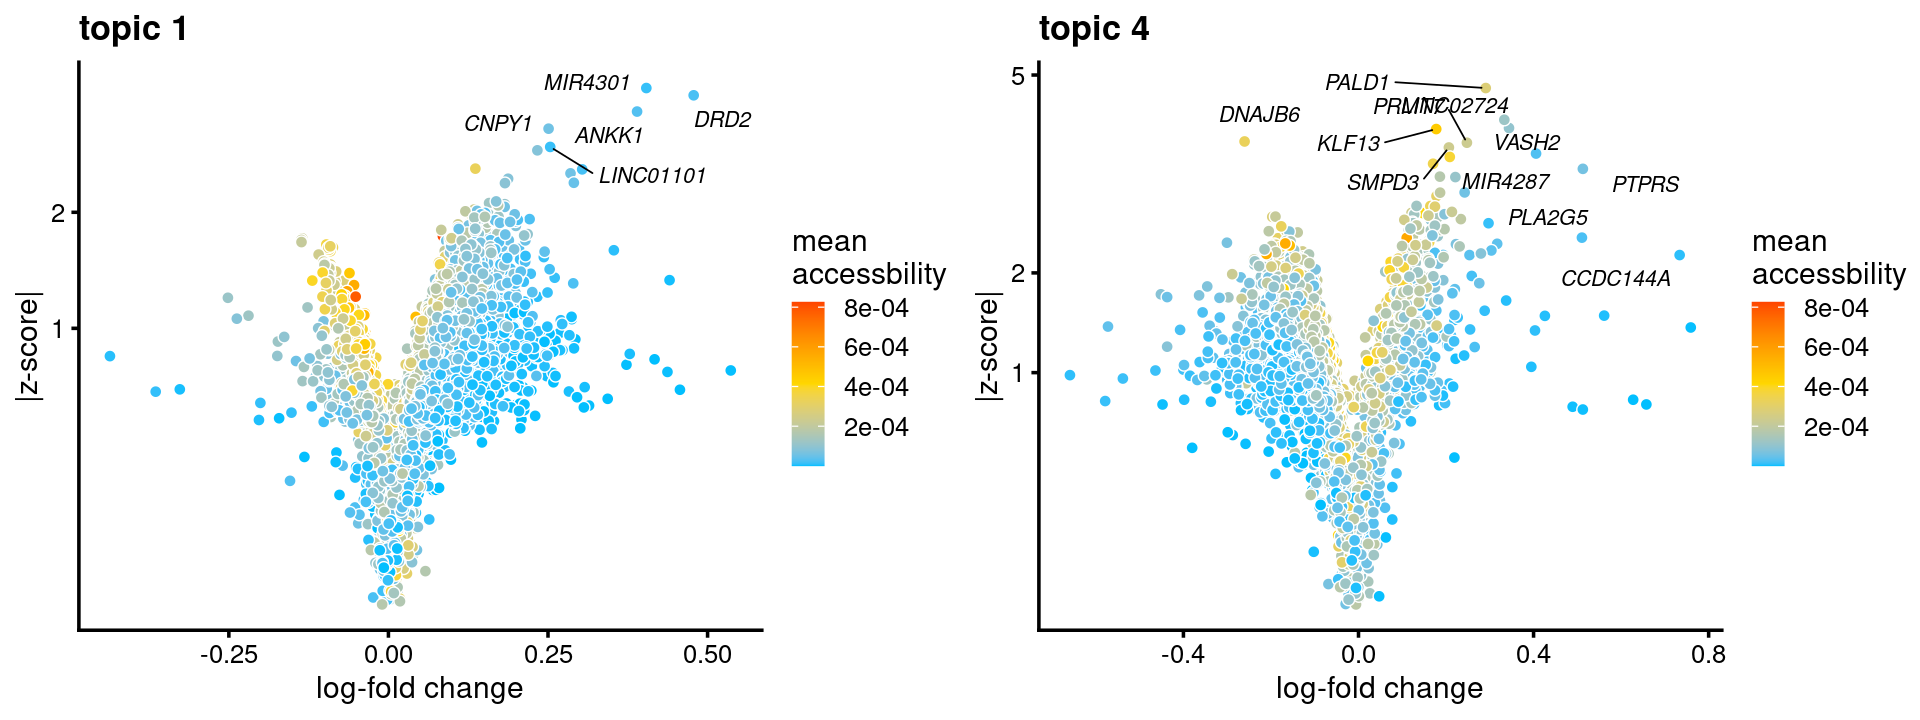 topic 1
MIR4301
DRD2
CNPY1
ANKK1
LINC01101
2
1
|z-score|
-0.25
0.00
0.25
0.50
log-fold change
mean
accessbility
8e-04
6e-04
4e-04
2e-04
topic 4
5
PALD1
LINC02724
DNAJB6
KLF13
VASH2
SMPD3
MIR4287
PTPRS
PLA2G5
CCDC144A
2
1
|z-score|
-0.4
0.0
0.4
0.8
log-fold change
mean
accessbility
8e-04
6e-04
4e-04
2e-04